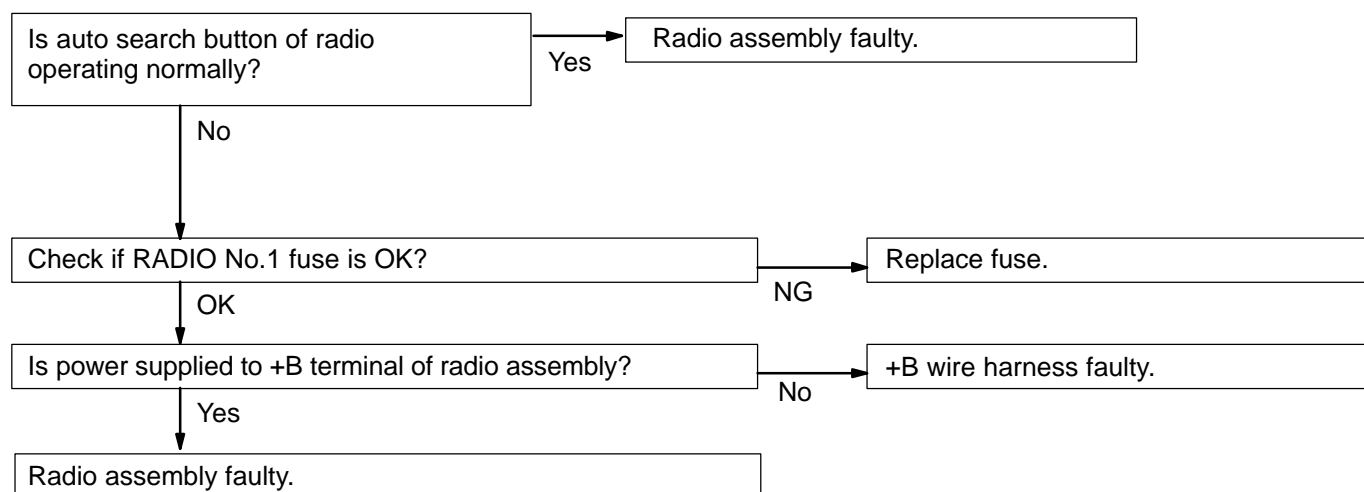 Is auto search button of radio
operating normally?
Yes
Radio assembly faulty.
No
Check if RADIO No.1 fuse is OK?
NG
Replace fuse.
OK
Is power supplied to +B terminal of radio assembly?
No
+B wire harness faulty.
Yes
Radio assembly faulty.